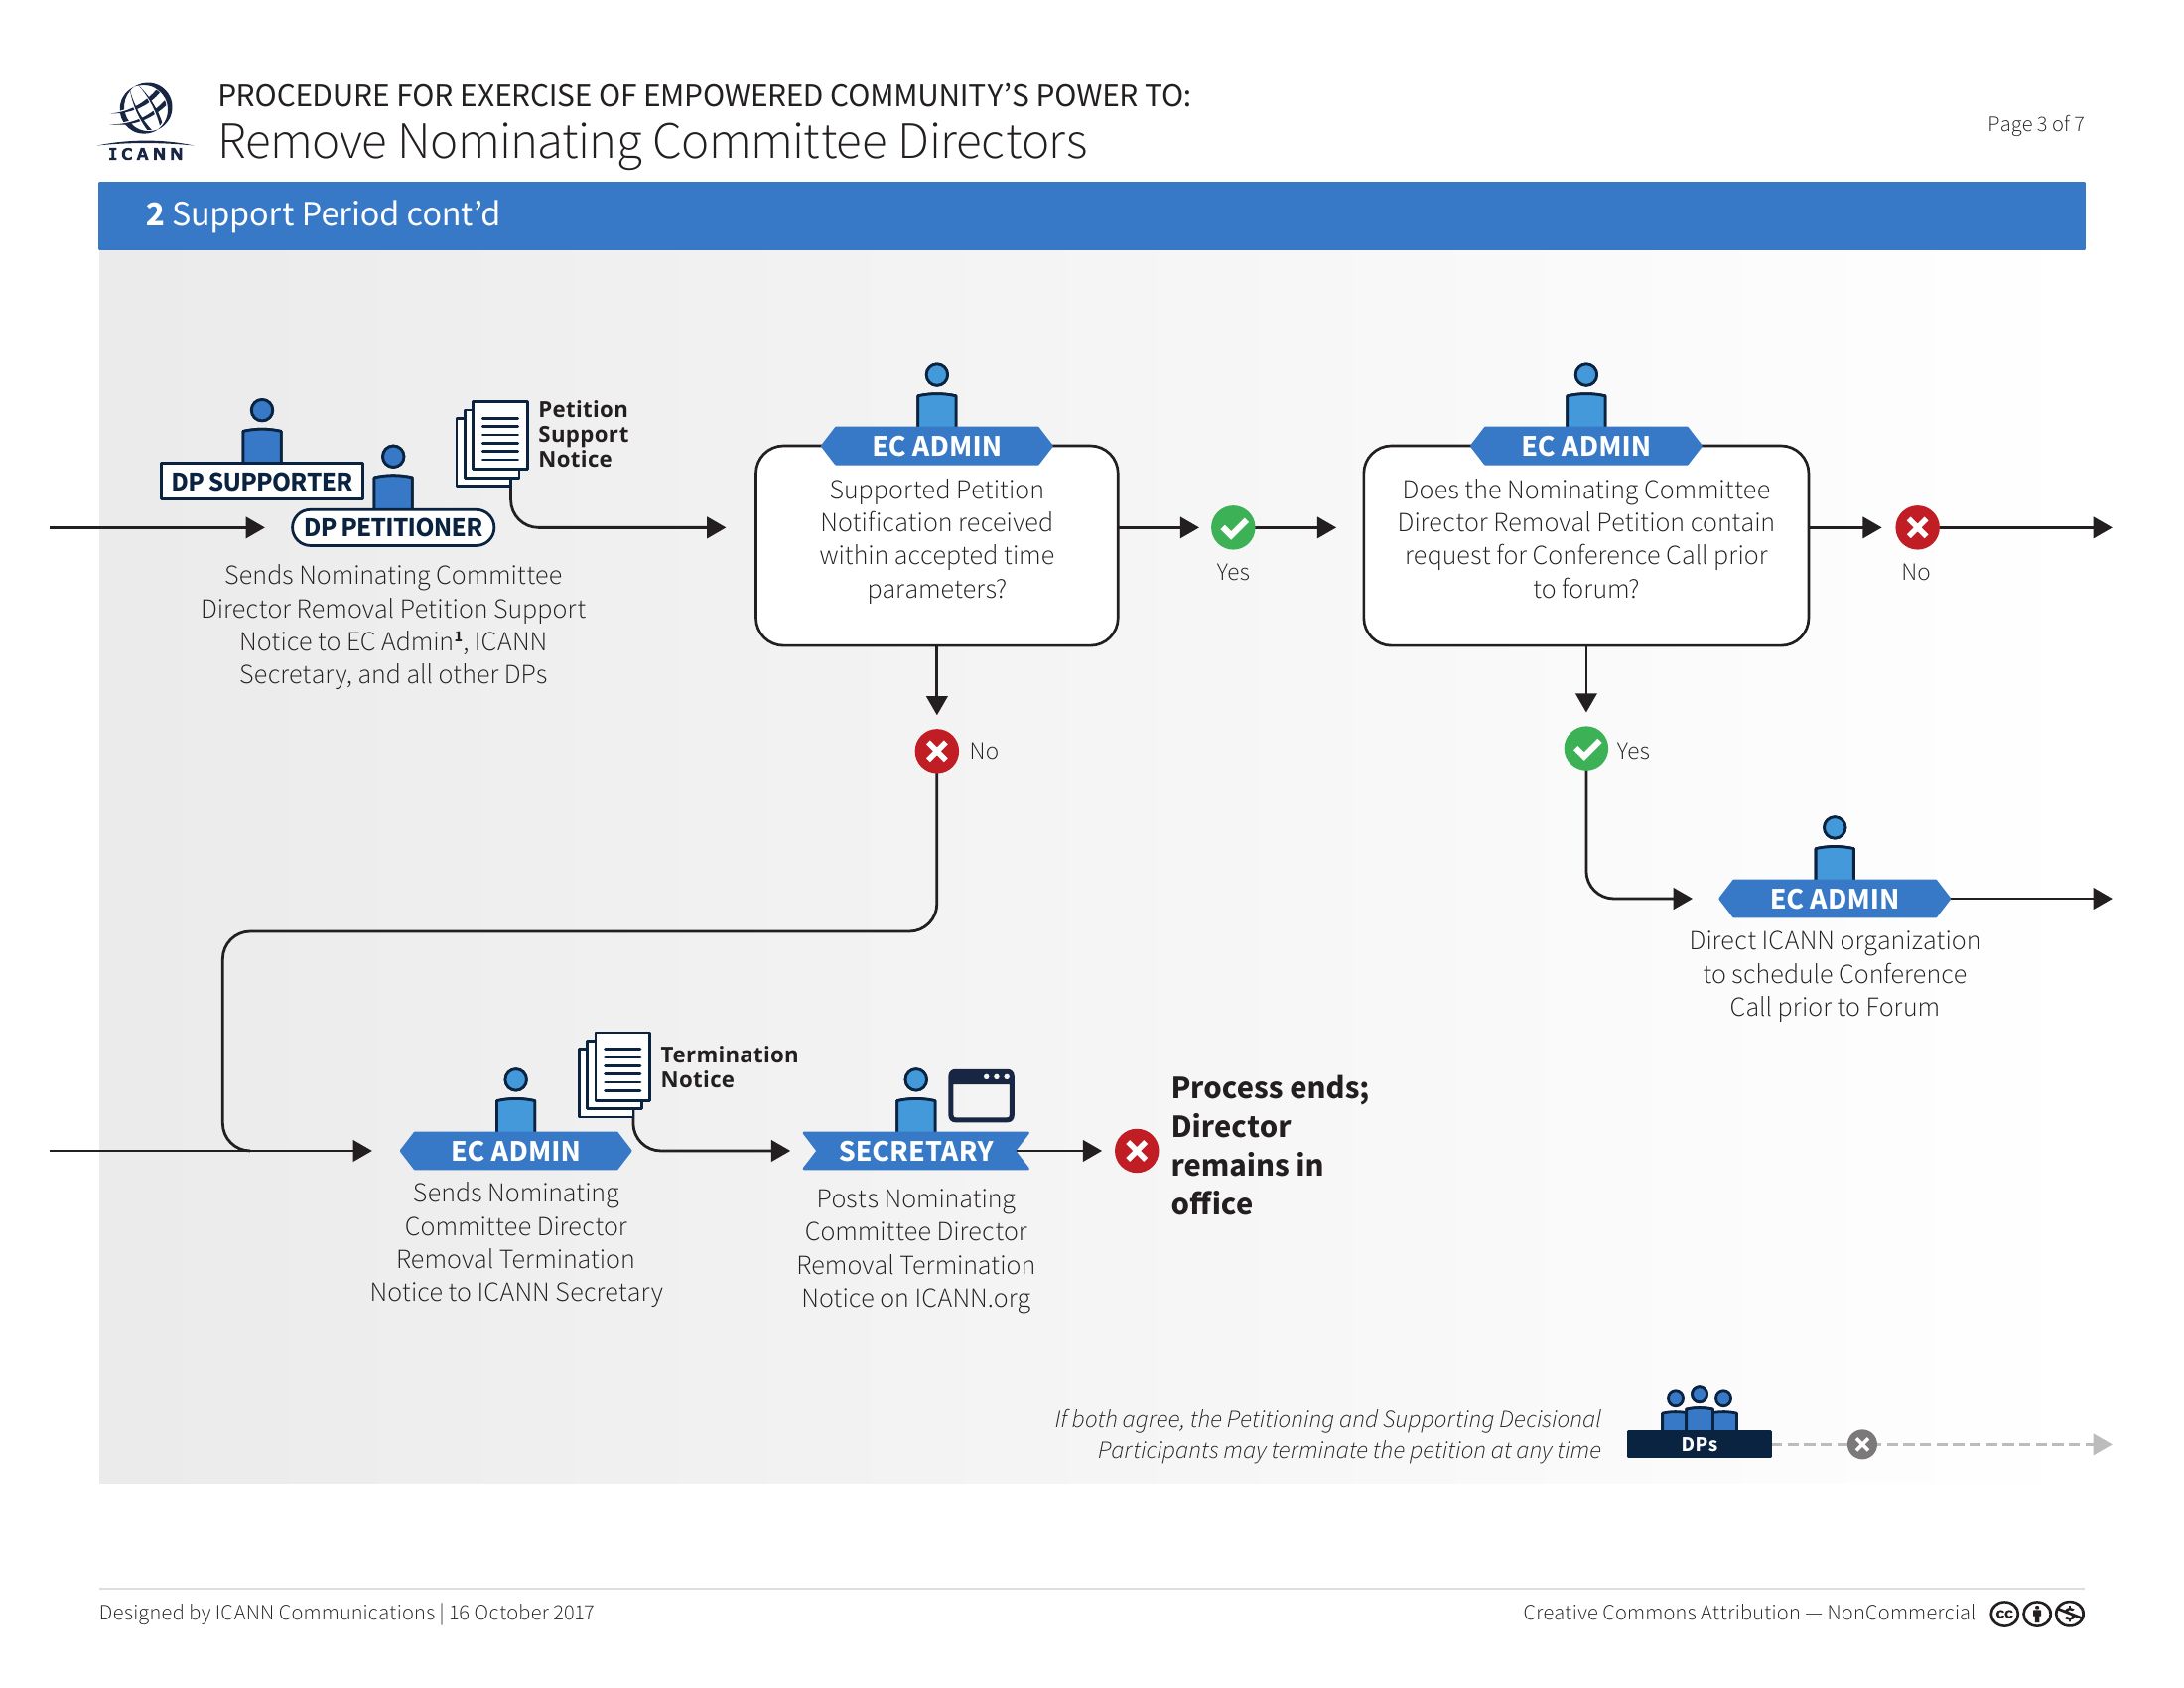 PROCEDURE FOR EXERCISE OF EMPOWERED COMMUNITY’S POWER TO:
Remove Nominating Committee Directors
ICANN
Page 3 of 7
2 Support Period cont’d
DP SUPPORTER
DP PETITIONER
Petition
Support
Notice
Sends Nominating Committee
Director Removal Petition Support
Notice to EC Admin¹, ICANN
Secretary, and all other DPs
EC ADMIN
Supported Petition
Notification received
within accepted time
parameters?
Yes
No
EC ADMIN
Does the Nominating Committee
Director Removal Petition contain
request for Conference Call prior
to forum?
No
Yes
EC ADMIN
Direct ICANN organization
to schedule Conference
Call prior to Forum
EC ADMIN
Sends Nominating
Committee Director
Removal Termination
Notice to ICANN Secretary
Termination
Notice
SECRETARY
Posts Nominating
Committee Director
Removal Termination
Notice on ICANN.org
Process ends;
Director
remains in
office
If both agree, the Petitioning and Supporting Decisional
Participants may terminate the petition at any time
DPs
Designed by ICANN Communications | 16 October 2017
Creative Commons Attribution — NonCommercial
cc